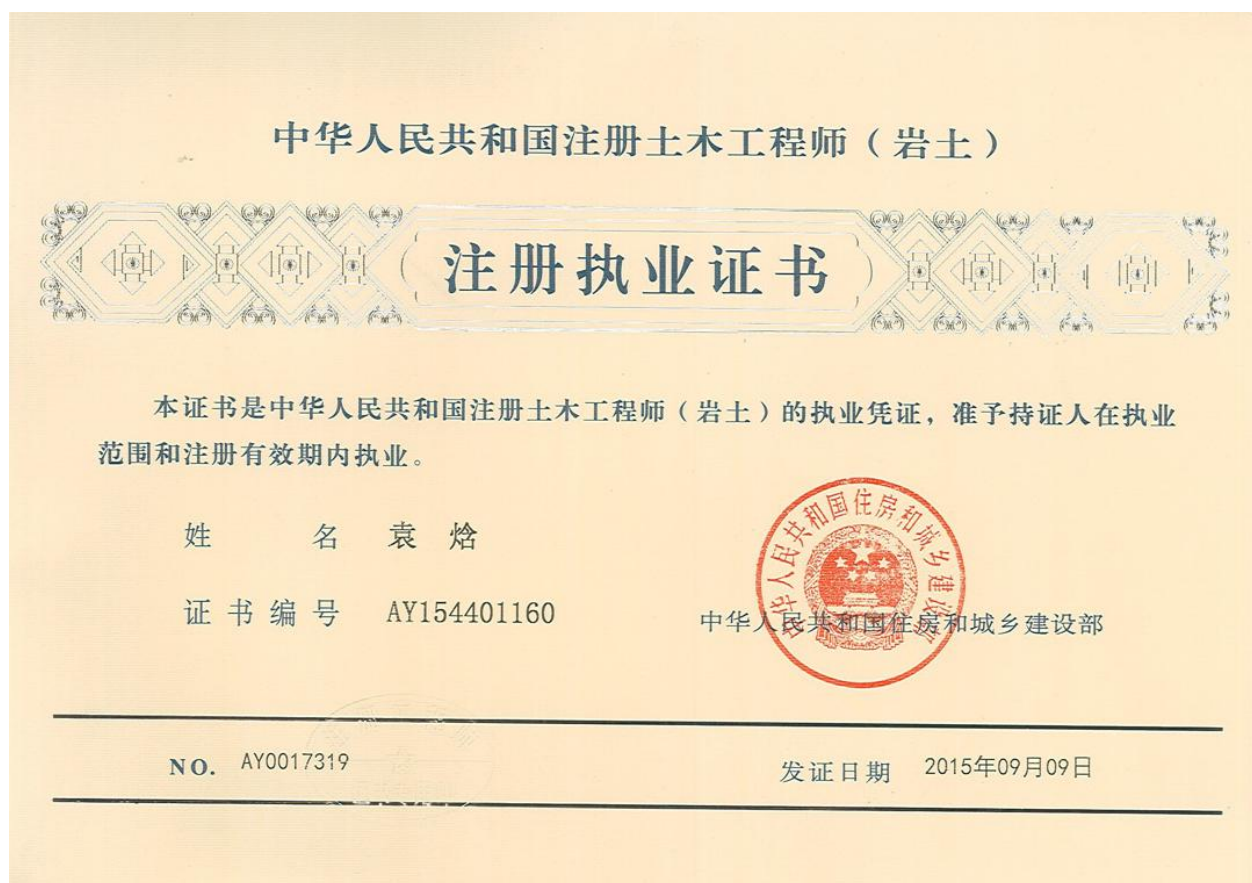 中华人民共和国注册土木工程师（岩土）
注册执业证书
本证书是中华人民共和国注册土木工程师（岩土）的执业凭证，准予持证人在执业
范围和注册有效期内执业。
姓 名 袁 焓
证书编号 AY154401160
中华人民共和国住房和城乡建设部
中华人民共和国住房和城乡建设部
NO. AY0017319
发证日期 2015年09月09日